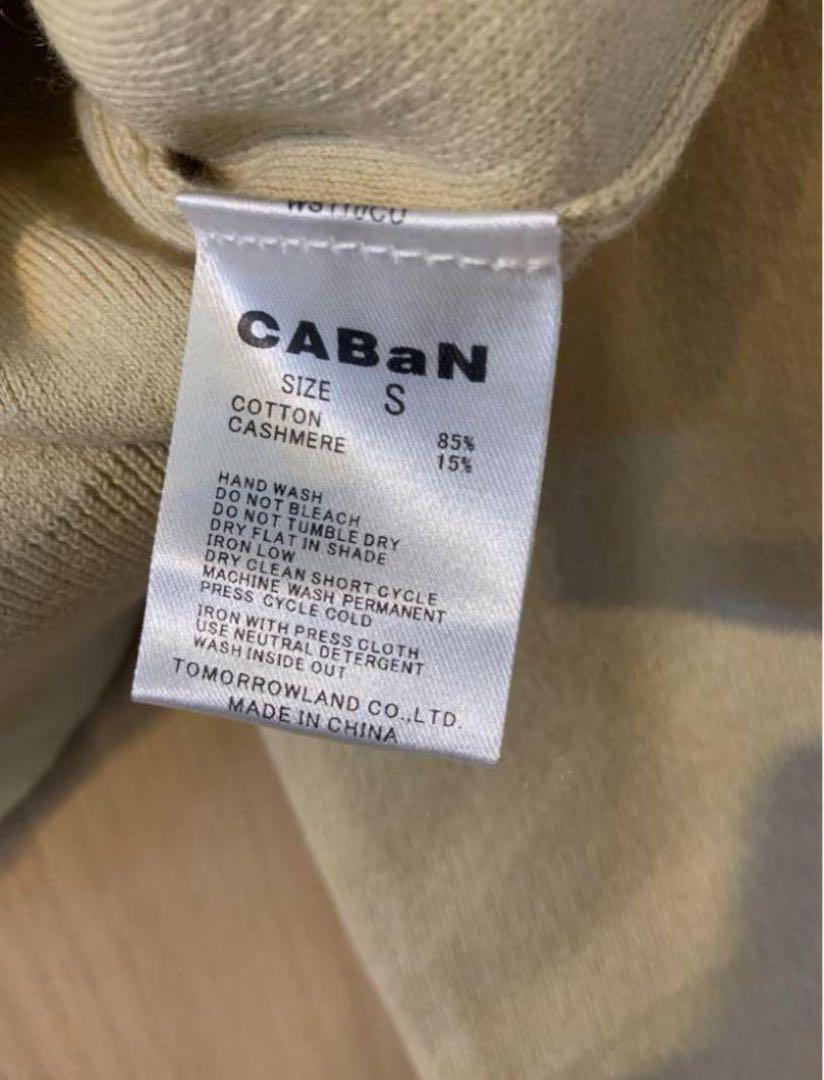 CABaN
SIZE S
COTTON 85%
CASHMERE 15%
HAND WASH
DO NOT BLEACH
DO NOT TUMBLE DRY
DRY FLAT IN SHADE
IRON LOW
DRY CLEAN SHORT CYCLE
MACHINE WASH PERMANENT
PRESS CYCLE COLD
IRON WITH PRESS CLOTH
USE NEUTRAL DETERGENT
WASH INSIDE OUT
TOMORROWLAND CO.,LTD.
MADE IN CHINA